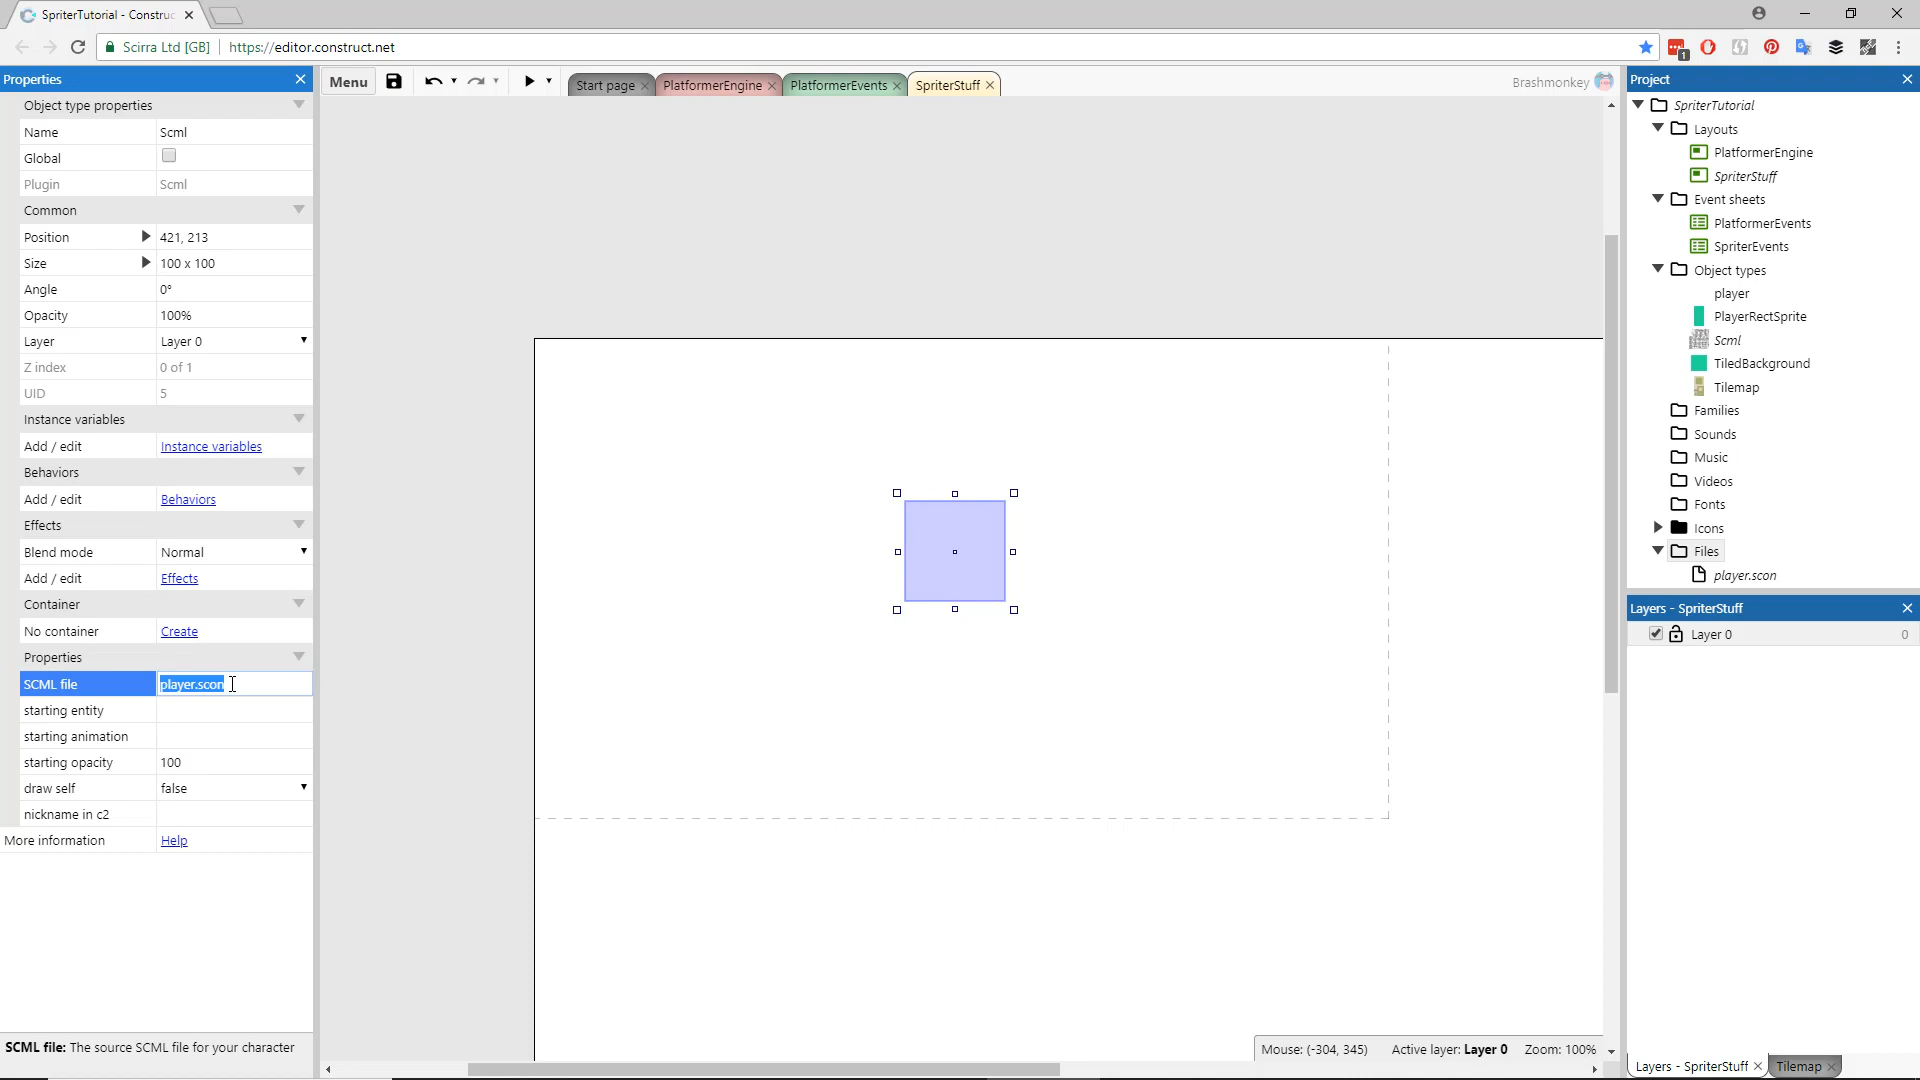 SpriterTutorial - Construc
Scirra Ltd [GB]
https://editor.construct.net
1
Properties
Object type properties
Name
Scml
Global
Plugin
Scml
Common
Position
421, 213
Size
100 x 100
Angle
0°
Opacity
100%
Layer
Layer 0
Z index
0 of 1
UID
5
Instance variables
Add / edit
Instance variables
Behaviors
Add / edit
Behaviors
Effects
Blend mode
Normal
Add / edit
Effects
Container
No container
Create
Properties
SCML file
player.scon
starting entity
starting animation
starting opacity
100
draw self
false
nickname in c2
More information
Help
SCML file: The source SCML file for your character
Menu
Start page
PlatformerEngine
PlatformerEvents
SpriterStuff
Brashmonkey
Mouse: (-304, 345)
Active layer: Layer 0
Zoom: 100%
Project
SpriterTutorial
Layouts
PlatformerEngine
SpriterStuff
Event sheets
PlatformerEvents
SpriterEvents
Object types
player
PlayerRectSprite
Scml
TiledBackground
Tilemap
Families
Sounds
Music
Videos
Fonts
Icons
Files
player.scon
Layers - SpriterStuff
Layer 0
0
Layers - SpriterStuff
Tilemap